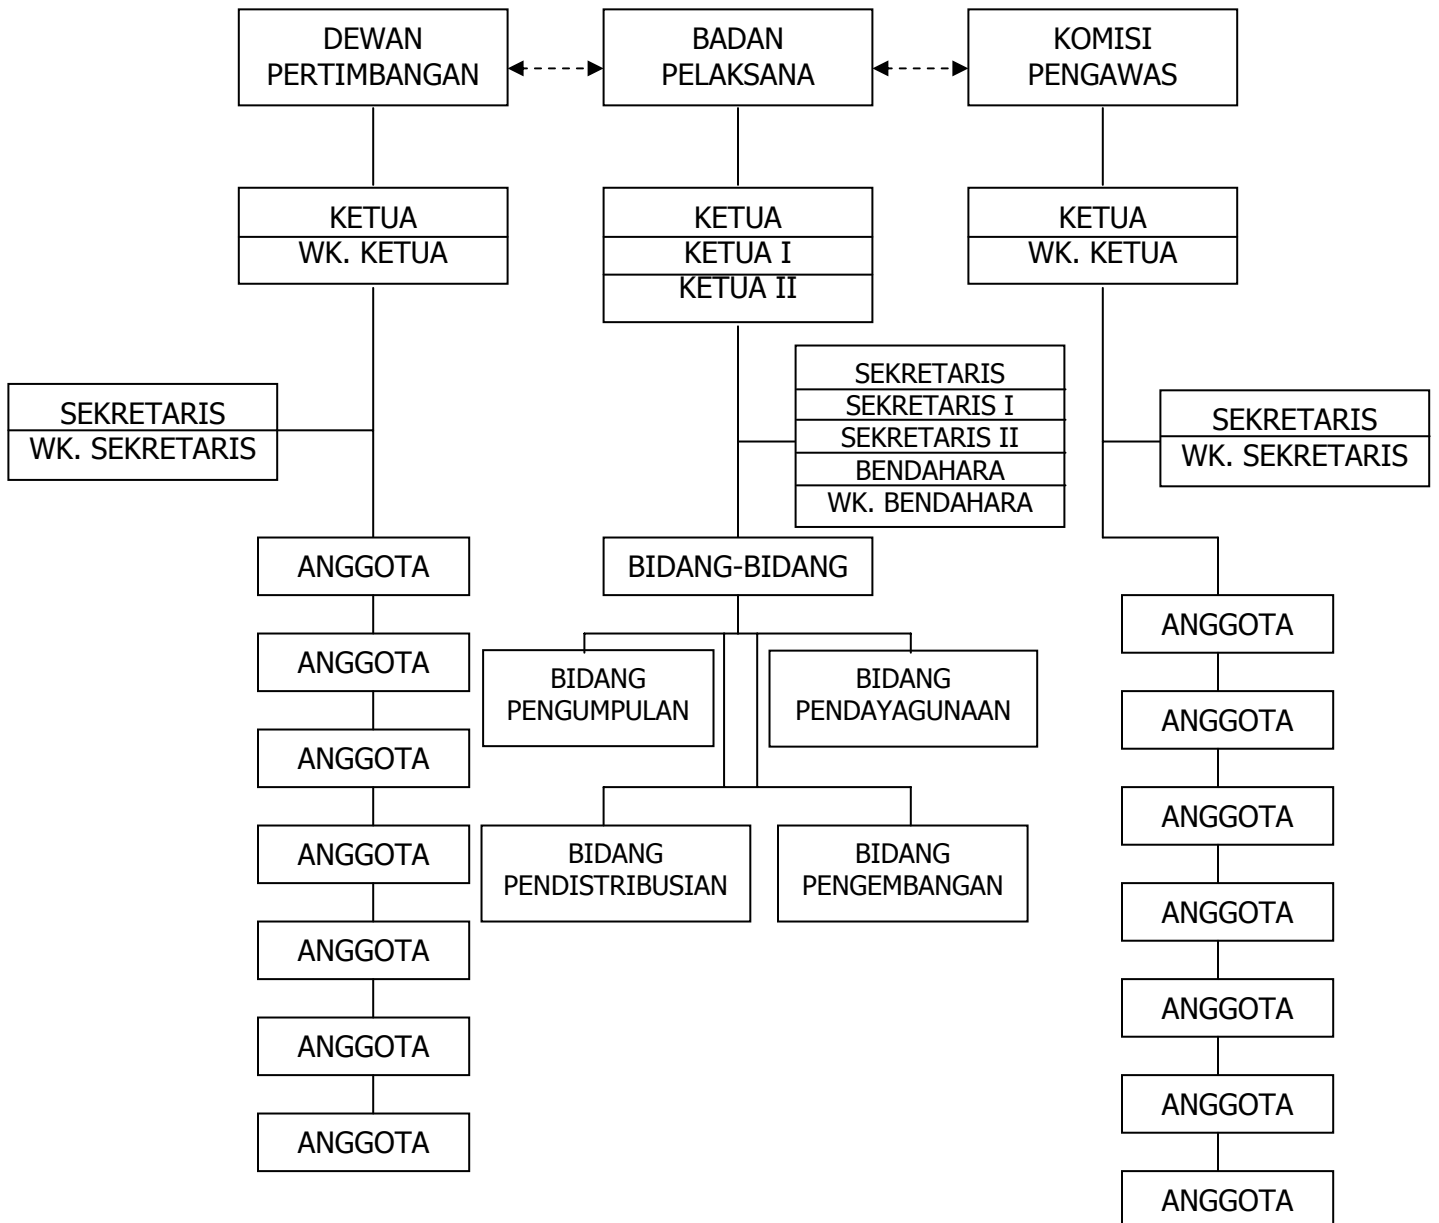 DEWAN
PERTIMBANGAN
BADAN
PELAKSANA
KOMISI
PENGAWAS
KETUA
WK. KETUA
KETUA
KETUA I
KETUA II
KETUA
WK. KETUA
SEKRETARIS
WK. SEKRETARIS
SEKRETARIS
SEKRETARIS I
SEKRETARIS II
BENDAHARA
WK. BENDAHARA
SEKRETARIS
WK. SEKRETARIS
ANGGOTA
ANGGOTA
ANGGOTA
ANGGOTA
ANGGOTA
ANGGOTA
ANGGOTA
BIDANG-BIDANG
BIDANG
PENGUMPULAN
BIDANG
PENDAYAGUNAAN
BIDANG
PENDISTRIBUSIAN
BIDANG
PENGEMBANGAN
ANGGOTA
ANGGOTA
ANGGOTA
ANGGOTA
ANGGOTA
ANGGOTA
ANGGOTA